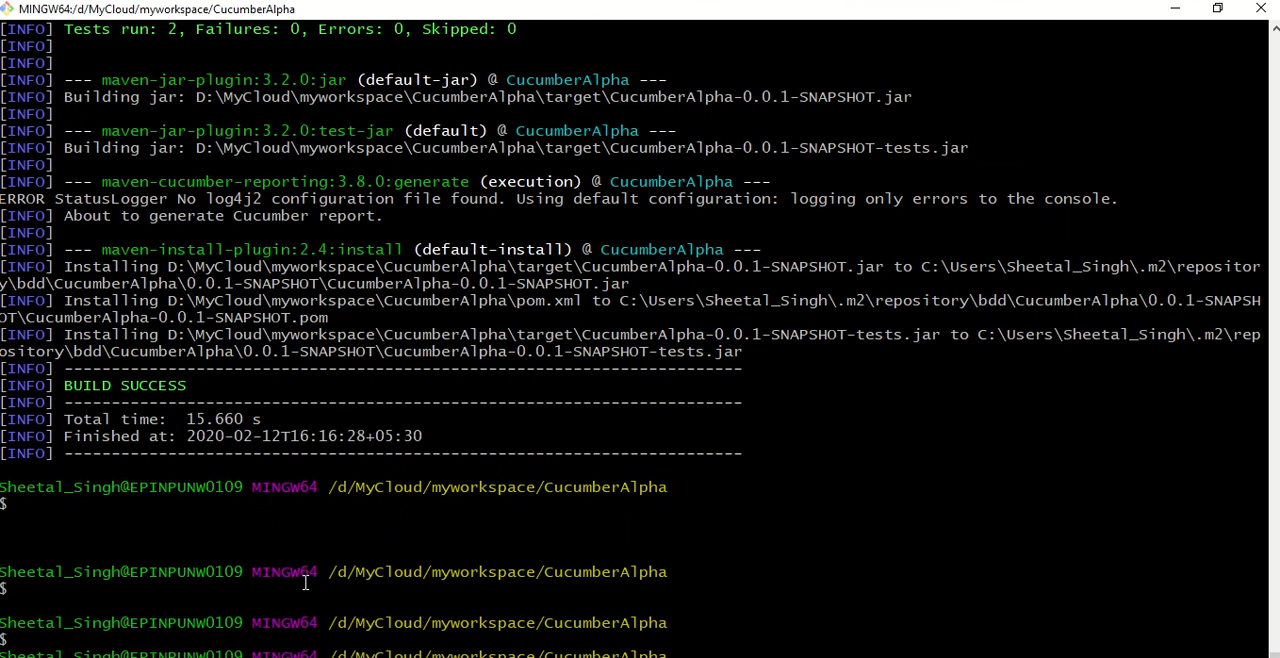 MINGW64:/d/MyCloud/myworkspace/CucumberAlpha
[INFO] Tests run: 2, Failures: 0, Errors: 0, Skipped: 0
[INFO]
[INFO]
[INFO] --- maven-jar-plugin:3.2.0:jar (default-jar) @ CucumberAlpha ---
[INFO] Building jar: D:\MyCloud\myworkspace\CucumberAlpha\target\CucumberAlpha-0.0.1-SNAPSHOT.jar
[INFO]
[INFO] --- maven-jar-plugin:3.2.0:test-jar (default) @ CucumberAlpha ---
[INFO] Building jar: D:\MyCloud\myworkspace\CucumberAlpha\target\CucumberAlpha-0.0.1-SNAPSHOT-tests.jar
[INFO]
[INFO] --- maven-cucumber-reporting:3.8.0:generate (execution) @ CucumberAlpha ---
ERROR StatusLogger No log4j2 configuration file found. Using default configuration: logging only errors to the console.
[INFO] About to generate Cucumber report.
[INFO]
[INFO] --- maven-install-plugin:2.4:install (default-install) @ CucumberAlpha ---
[INFO] Installing D:\MyCloud\myworkspace\CucumberAlpha\target\CucumberAlpha-0.0.1-SNAPSHOT.jar to C:\Users\Sheetal_Singh\.m2\repositor
y\bdd\CucumberAlpha\0.0.1-SNAPSHOT\CucumberAlpha-0.0.1-SNAPSHOT.jar
[INFO] Installing D:\MyCloud\myworkspace\CucumberAlpha\pom.xml to C:\Users\Sheetal_Singh\.m2\repository\bdd\CucumberAlpha\0.0.1-SNAPSH
OT\CucumberAlpha-0.0.1-SNAPSHOT.pom
[INFO] Installing D:\MyCloud\myworkspace\CucumberAlpha\target\CucumberAlpha-0.0.1-SNAPSHOT-tests.jar to C:\Users\Sheetal_Singh\.m2\rep
ository\bdd\CucumberAlpha\0.0.1-SNAPSHOT\CucumberAlpha-0.0.1-SNAPSHOT-tests.jar
[INFO] ------------------------------------------------------------------------
[INFO] BUILD SUCCESS
[INFO] ------------------------------------------------------------------------
[INFO] Total time:  15.660 s
[INFO] Finished at: 2020-02-12T16:16:28+05:30
[INFO] ------------------------------------------------------------------------
Sheetal_Singh@EPINPUNW0109 MINGW64 /d/MyCloud/myworkspace/CucumberAlpha
$
Sheetal_Singh@EPINPUNW0109 MINGW64 /d/MyCloud/myworkspace/CucumberAlpha
$
Sheetal_Singh@EPINPUNW0109 MINGW64 /d/MyCloud/myworkspace/CucumberAlpha
$
Sheetal_Singh@EPINPUNW0109 MINGW64 /d/MyCloud/myworkspace/CucumberAlpha